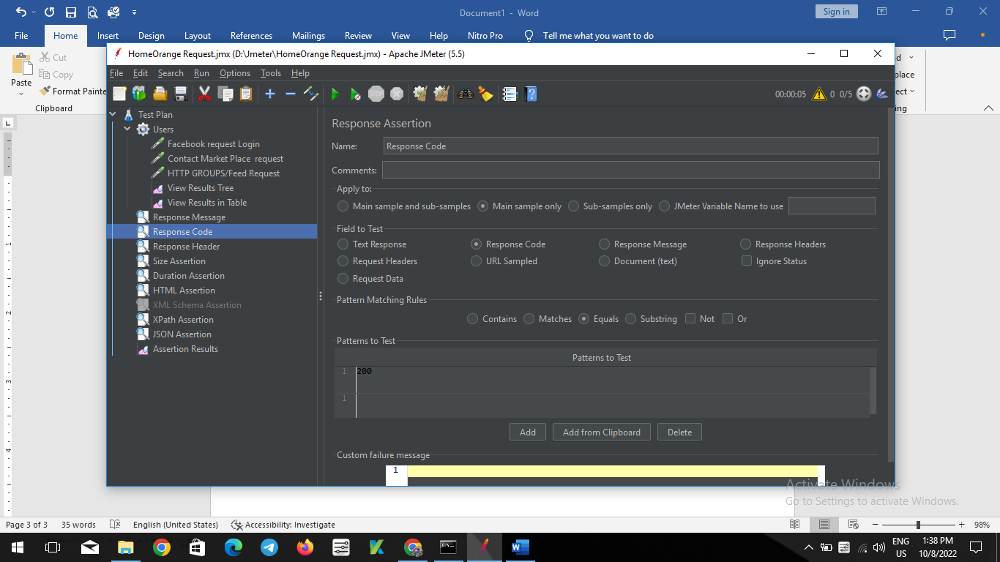 Document1 - Word
Sign in
File Home Insert Design Layout References Mailings Review View Help Nitro Pro Tell me what you want to do
Cut
Copy
Paste
Format Painte
Clipboard
d
place
ect
ing
L
HomeOrange Request.jmx (D:\Jmeter\HomeOrange Request.jmx) - Apache JMeter (5.5)
File Edit Search Run Options Tools Help
STOP
00:00:05 0 0/5
Test Plan
Users
Facebook request Login
Contact Market Place request
HTTP GROUPS/Feed Request
View Results Tree
View Results in Table
Response Message
Response Code
Response Header
Size Assertion
Duration Assertion
HTML Assertion
XML Schema Assertion
XPath Assertion
JSON Assertion
Assertion Results
Response Assertion
Name: Response Code
Comments:
Apply to:
Main sample and sub-samples Main sample only Sub-samples only JMeter Variable Name to use
Field to Test
Text Response Response Code Response Message Response Headers
Request Headers URL Sampled Document (text) Ignore Status
Request Data
Pattern Matching Rules
Contains Matches Equals Substring Not Or
Patterns to Test
Patterns to Test
1 200
1
Add Add from Clipboard Delete
Custom failure message
1
1
2
3
4
Activate Windows
Go to Settings to activate Windows.
Page 3 of 3 35 words English (United States) Accessibility: Investigate 98%
ENG
US
1:38 PM
10/8/2022